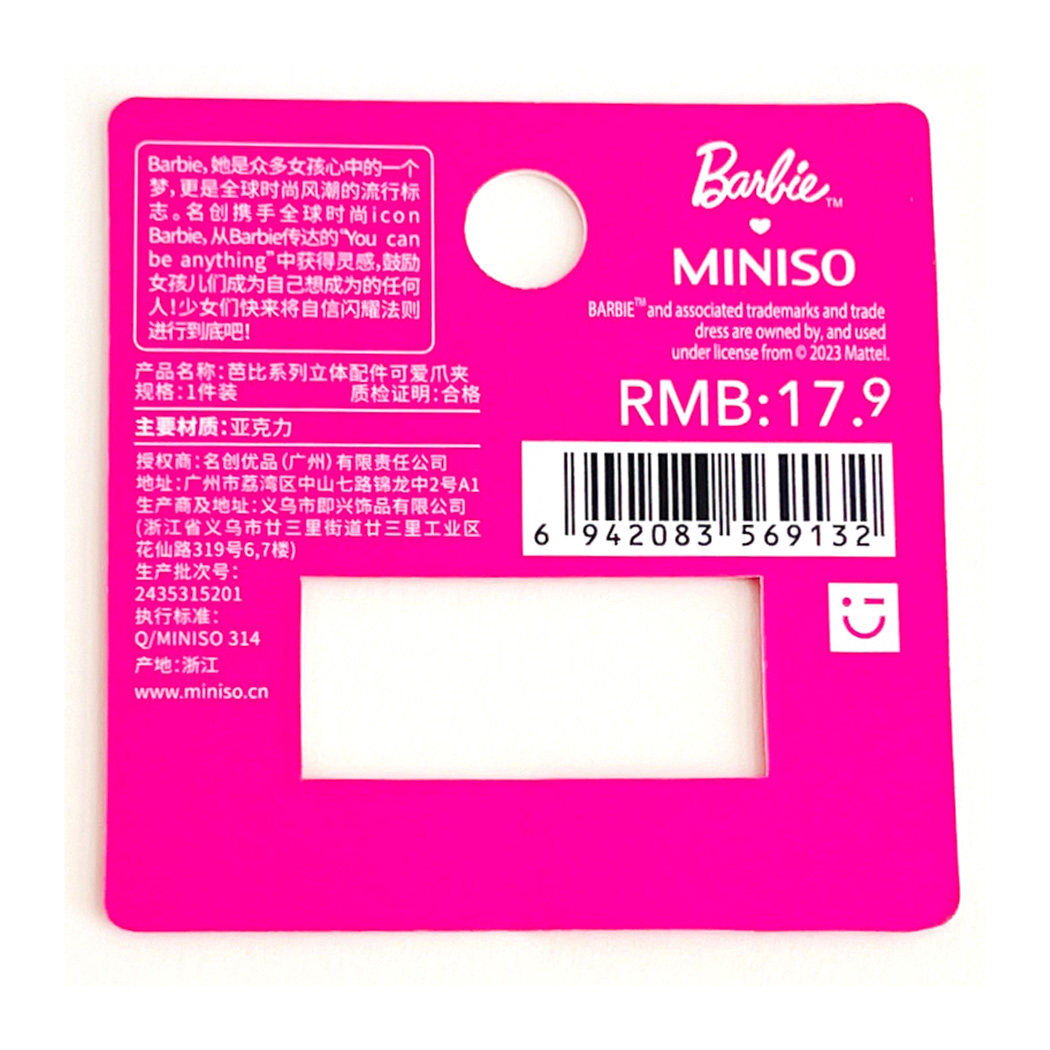 Barbie,她是众多女孩心中的一个
梦,更是全球时尚风潮的流行标
志。名创携手全球时尚icon
Barbie,从Barbie传达的“You can
be anything”中获得灵感,鼓励
女孩儿们成为自己想成为的任何
人!少女们快来将自信闪耀法则
进行到底吧!
产品名称:芭比系列立体配件可爱爪夹
规格:1件装 质检证明:合格
主要材质:亚克力
授权商:名创优品(广州)有限责任公司
地址:广州市荔湾区中山七路锦龙中2号A1
生产商及地址:义乌市即兴饰品有限公司
(浙江省义乌市廿三里街道廿三里工业区
花仙路319号6,7楼)
生产批次号:
2435315201
执行标准:
Q/MINISO 314
产地:浙江
www.miniso.cn
Barbie™
MINISO
BARBIE™ and associated trademarks and trade
dress are owned by, and used
under license from © 2023 Mattel.
RMB:17.9
6 942083 569132